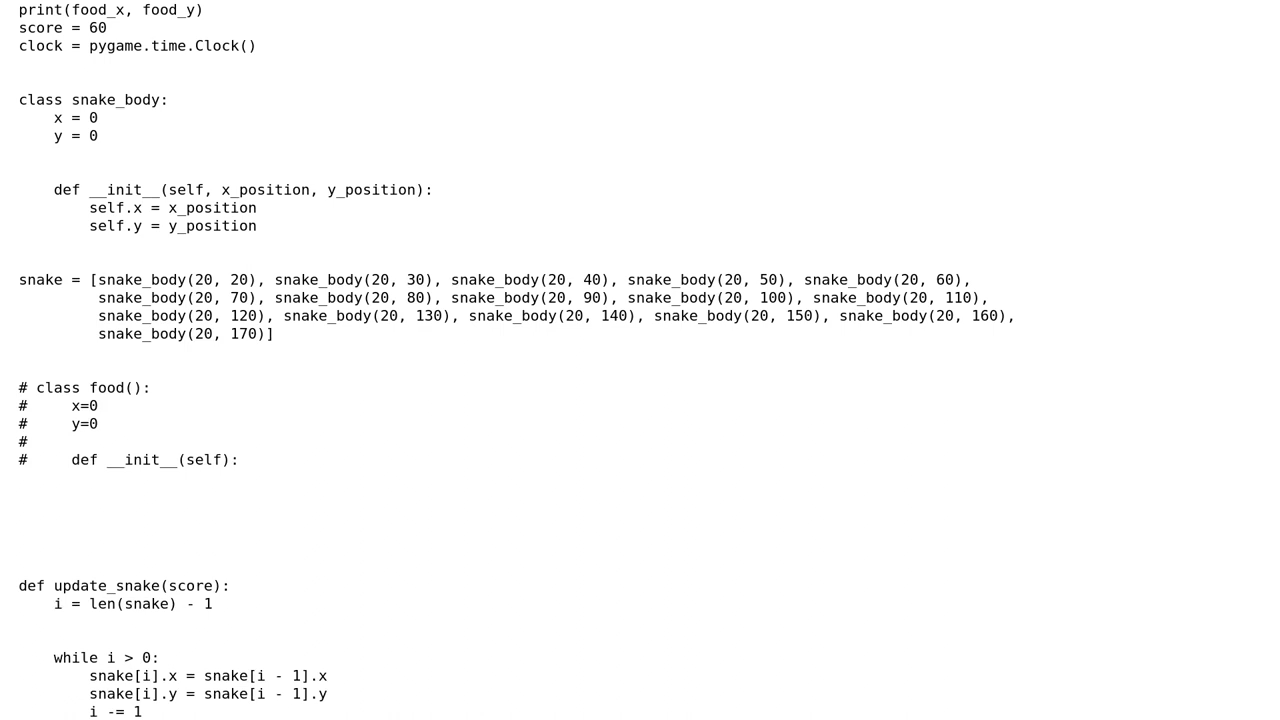 print(food_x, food_y)
score = 60
clock = pygame.time.Clock()
class snake_body:
    x = 0
    y = 0
    def __init__(self, x_position, y_position):
        self.x = x_position
        self.y = y_position
snake = [snake_body(20, 20), snake_body(20, 30), snake_body(20, 40), snake_body(20, 50), snake_body(20, 60),
         snake_body(20, 70), snake_body(20, 80), snake_body(20, 90), snake_body(20, 100), snake_body(20, 110),
         snake_body(20, 120), snake_body(20, 130), snake_body(20, 140), snake_body(20, 150), snake_body(20, 160),
         snake_body(20, 170)]
# class food():
#     x=0
#     y=0
#
#     def __init__(self):
def update_snake(score):
    i = len(snake) - 1
    while i > 0:
        snake[i].x = snake[i - 1].x
        snake[i].y = snake[i - 1].y
        i -= 1